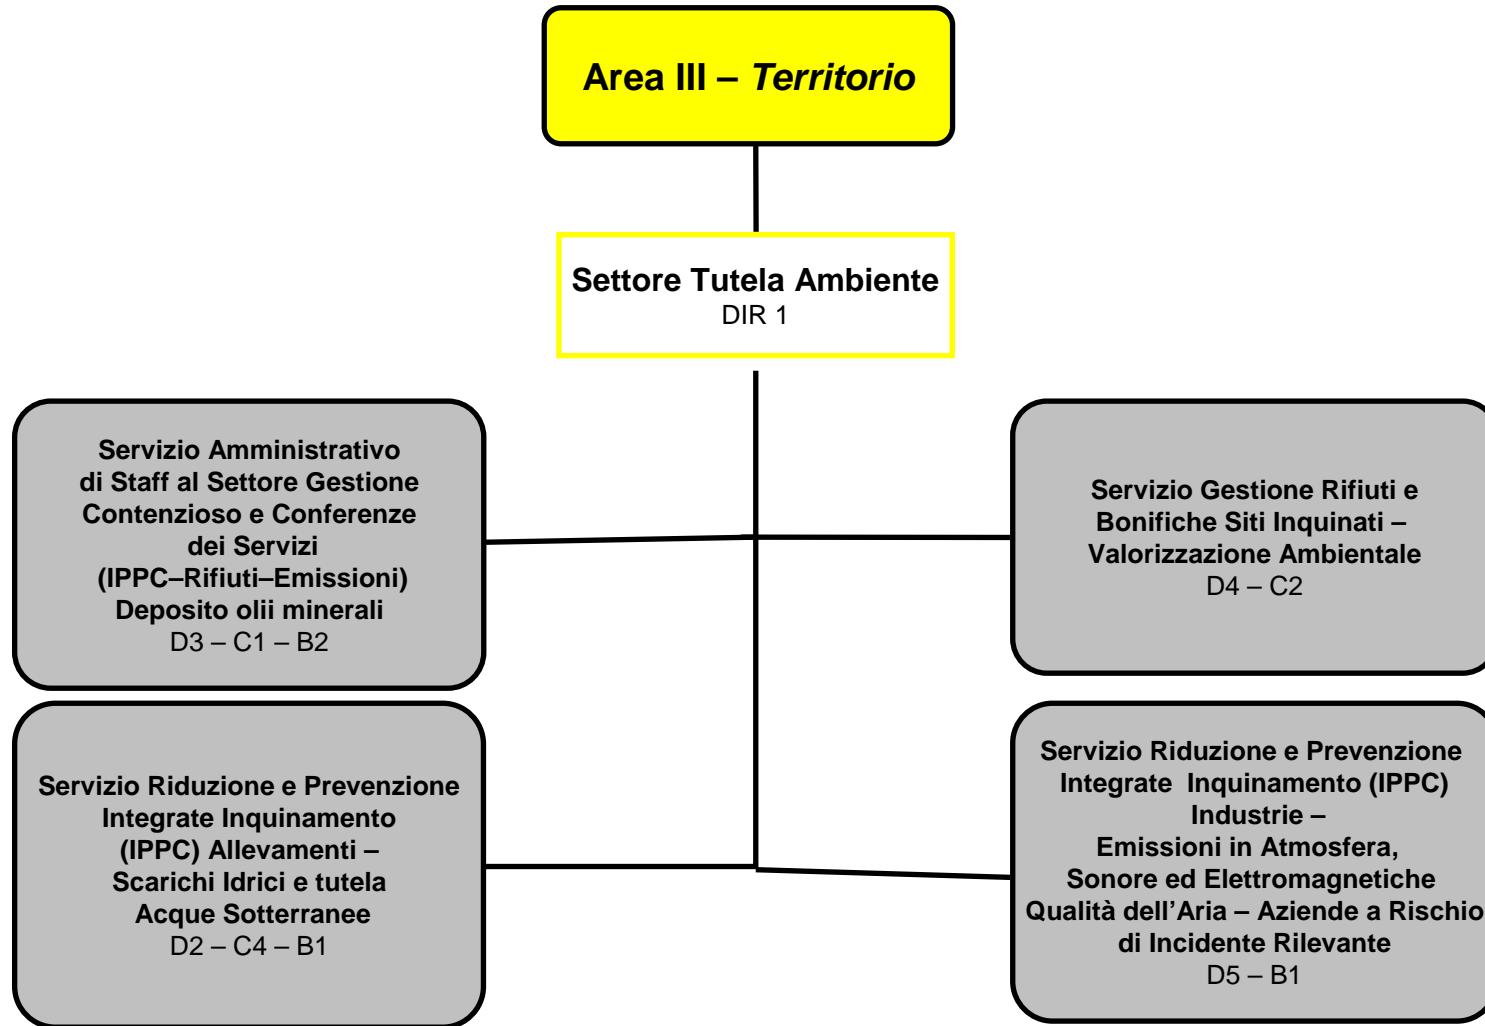 Area III – Territorio
Settore Tutela Ambiente
DIR 1
Servizio Amministrativo
di Staff al Settore Gestione
Contenzioso e Conferenze
dei Servizi
(IPPC–Rifiuti–Emissioni)
Deposito olii minerali
D3 – C1 – B2
Servizio Gestione Rifiuti e
Bonifiche Siti Inquinati –
Valorizzazione Ambientale
D4 – C2
Servizio Riduzione e Prevenzione
Integrate Inquinamento
(IPPC) Allevamenti –
Scarichi Idrici e tutela
Acque Sotterranee
D2 – C4 – B1
Servizio Riduzione e Prevenzione
Integrate  Inquinamento (IPPC)
Industrie –
Emissioni in Atmosfera,
Sonore ed Elettromagnetiche
Qualità dell’Aria – Aziende a Rischio
di Incidente Rilevante
D5 – B1